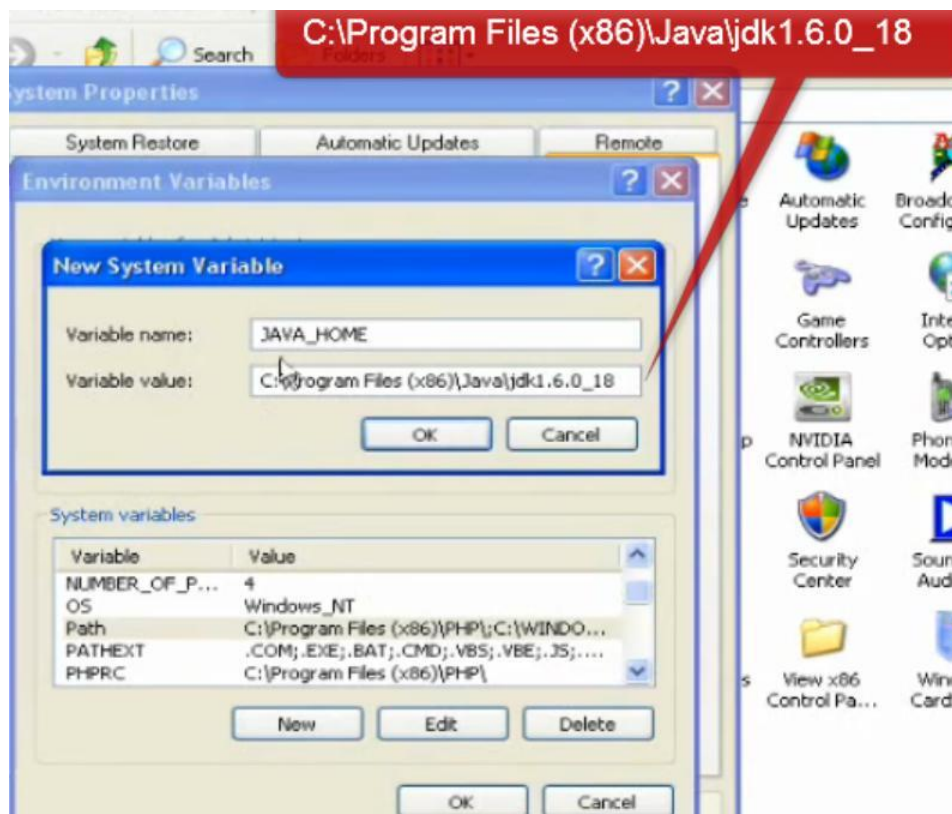 C:\Program Files (x86)\Java\jdk1.6.0_18
Search
Folders
System Properties
System Restore
Automatic Updates
Remote
Environment Variables
New System Variable
Variable name:
JAVA_HOME
Variable value:
C:\Program Files (x86)\Java\jdk1.6.0_18
OK
Cancel
System variables
Variable
Value
NUMBER_OF_P...
4
OS
Windows_NT
Path
C:\Program Files (x86)\PHP\;C:\WINDO...
PATHEXT
.COM;.EXE;.BAT;.CMD;.VBS;.VBE;.JS;....
PHPRC
C:\Program Files (x86)\PHP\
New
Edit
Delete
OK
Cancel
Automatic
Updates
Game
Controllers
NVIDIA
Control Panel
Security
Center
View x86
Control Pa...